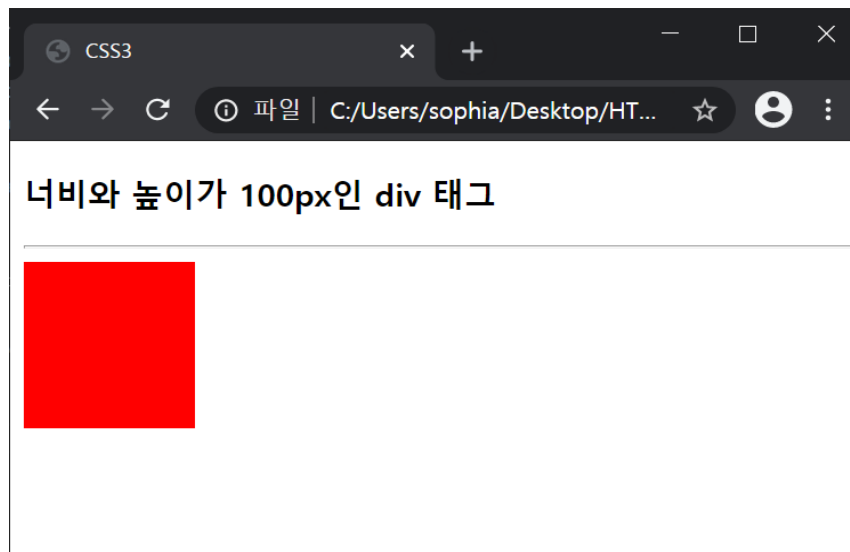 CSS3
파일 C:/Users/sophia/Desktop/HT...
너비와 높이가 100px인 div 태그